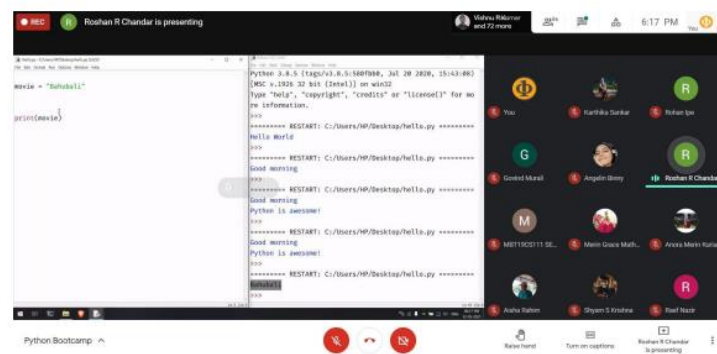 REC
R
Roshan R Chandar is presenting
and 72 more
6:17 PM
You
movie = "Bahubali"
print(movie)
Python 3.8.5 (tags/v3.8.5:580fbb0, Jul 20 2020, 15:43:08)
[MSC v.1926 32 bit (Intel)] on win32
Type "help", "copyright", "credits" or "license()" for mo
re information.
>>>
========= RESTART: C:/Users/HP/Desktop/hello.py =========
Hello World
>>>
========= RESTART: C:/Users/HP/Desktop/hello.py =========
Good morning
>>>
========= RESTART: C:/Users/HP/Desktop/hello.py =========
Good morning
Python is awesome!
>>>
========= RESTART: C:/Users/HP/Desktop/hello.py =========
Good morning
Python is awesome!
>>>
========= RESTART: C:/Users/HP/Desktop/hello.py =========
Bahubali
>>>
R
You
Karthika Sankar
Rohan Ipe
G
R
Govind Murali
Angelin Binny
Roshan R Chandar
M
MBT19CS111 SE...
Merin Grace Math...
Anora Merin Kuria
R
Aisha Rahim
Shyam S Krishna
Raef Nazir
Python Bootcamp
Raise hand
Turn on captions
Roshan R Chandar
is presenting